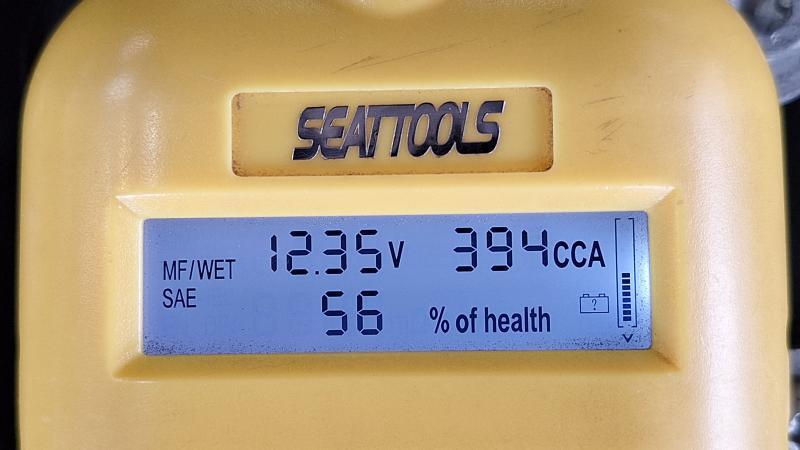 SEATTOOLS
MF/WET 12.35V 394CCA
SAE 56 % of health
?